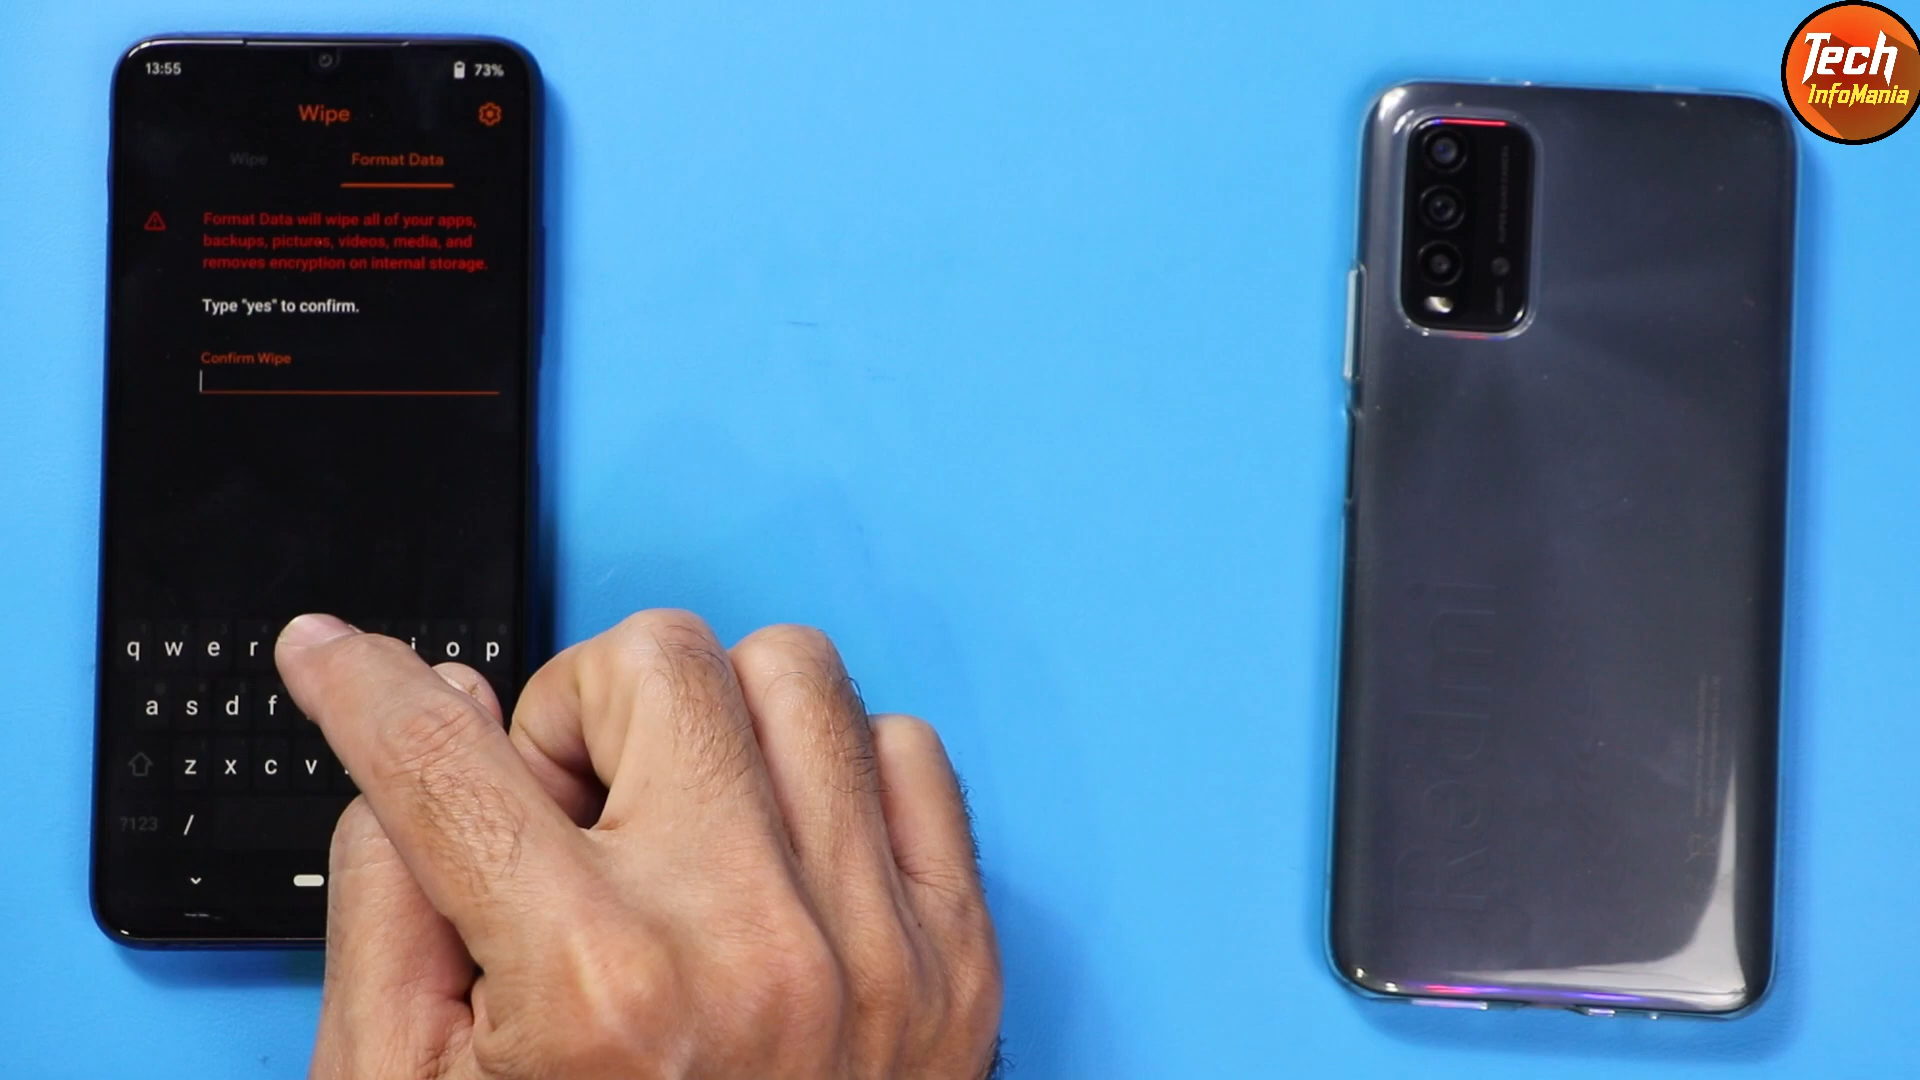 13:55
73%
Wipe
Wipe
Format Data
Format Data will wipe all of your apps,
backups, pictures, videos, media, and
removes encryption on internal storage.
Type "yes" to confirm.
Confirm Wipe
q w e r i o p
a s d f
z x c v
?123 /
Tech
InfoMania
Redmi